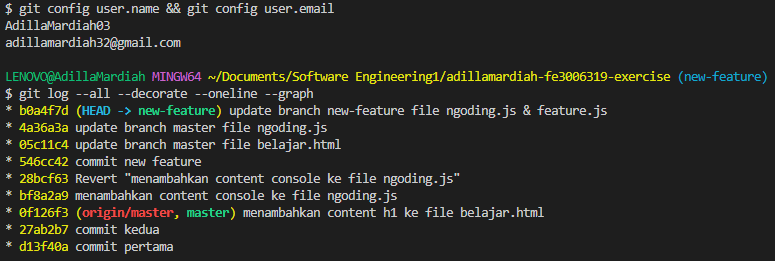 $ git config user.name && git config user.email
AdillaMardiah03
adillamardiah32@gmail.com
LENOVO@AdillaMardiah MINGW64 ~/Documents/Software Engineering1/adillamardiah-fe3006319-exercise (new-feature)
$ git log --all --decorate --oneline --graph
* b0a4f7d (HEAD -> new-feature) update branch new-feature file ngoding.js & feature.js
* 4a36a3a update branch master file ngoding.js
* 05c11c4 update branch master file belajar.html
* 546cc42 commit new feature
* 28bcf63 Revert "menambahkan content console ke file ngoding.js"
* bf8a2a9 menambahkan content console ke file ngoding.js
* 0f126f3 (origin/master, master) menambahkan content h1 ke file belajar.html
* 27ab2b7 commit kedua
* d13f40a commit pertama